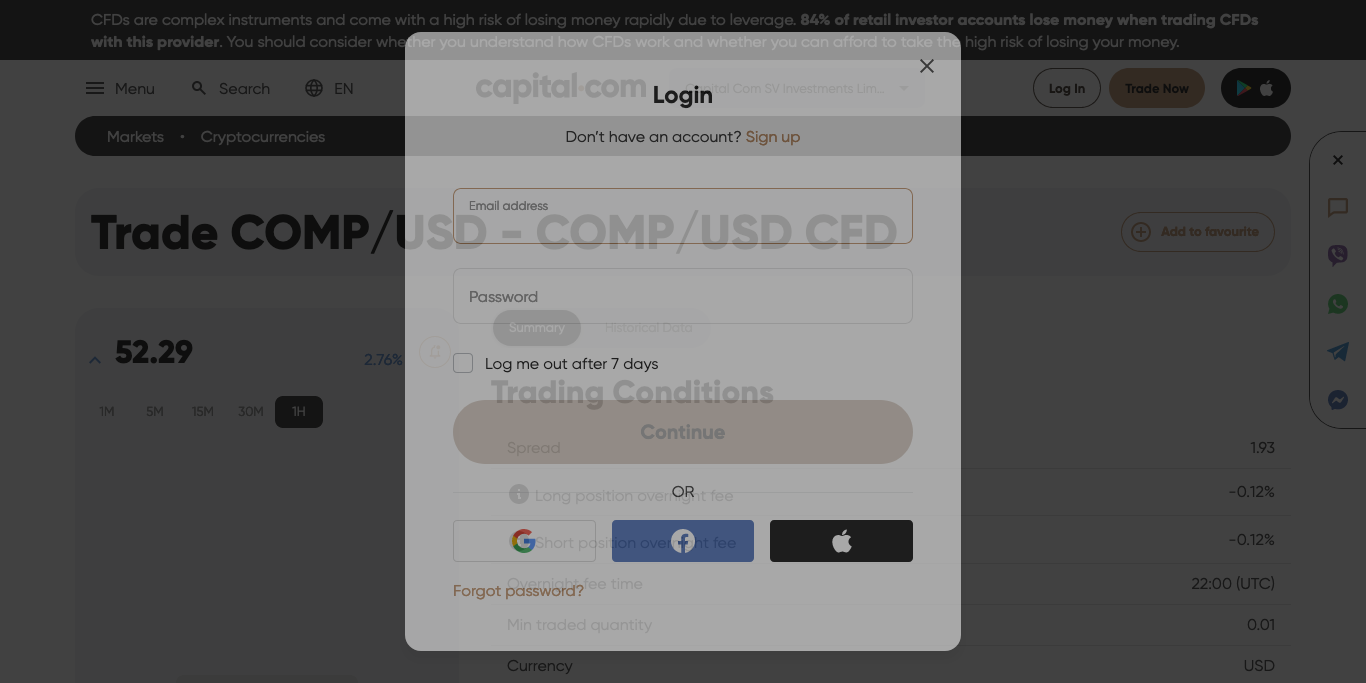 CFDs are complex instruments and come with a high risk of losing money rapidly due to leverage. 84% of retail investor accounts lose money when trading CFDs
with this provider. You should consider whether you understand how CFDs work and whether you can afford to take the high risk of losing your money.
Menu
Search
EN
capital.com
Capital Com SV Investments Lim...
Log In
Trade Now
Markets • Cryptocurrencies
Trade COMP/USD - COMP/USD CFD
Add to favourite
52.29
2.76%
1M 5M 15M 30M 1H
Summary
Historical Data
Trading Conditions
Spread 1.93
Long position overnight fee -0.12%
Short position overnight fee -0.12%
Overnight fee time 22:00 (UTC)
Min traded quantity 0.01
Currency USD
Login
Don't have an account? Sign up
Email address
Password
Log me out after 7 days
Continue
OR
Forgot password?